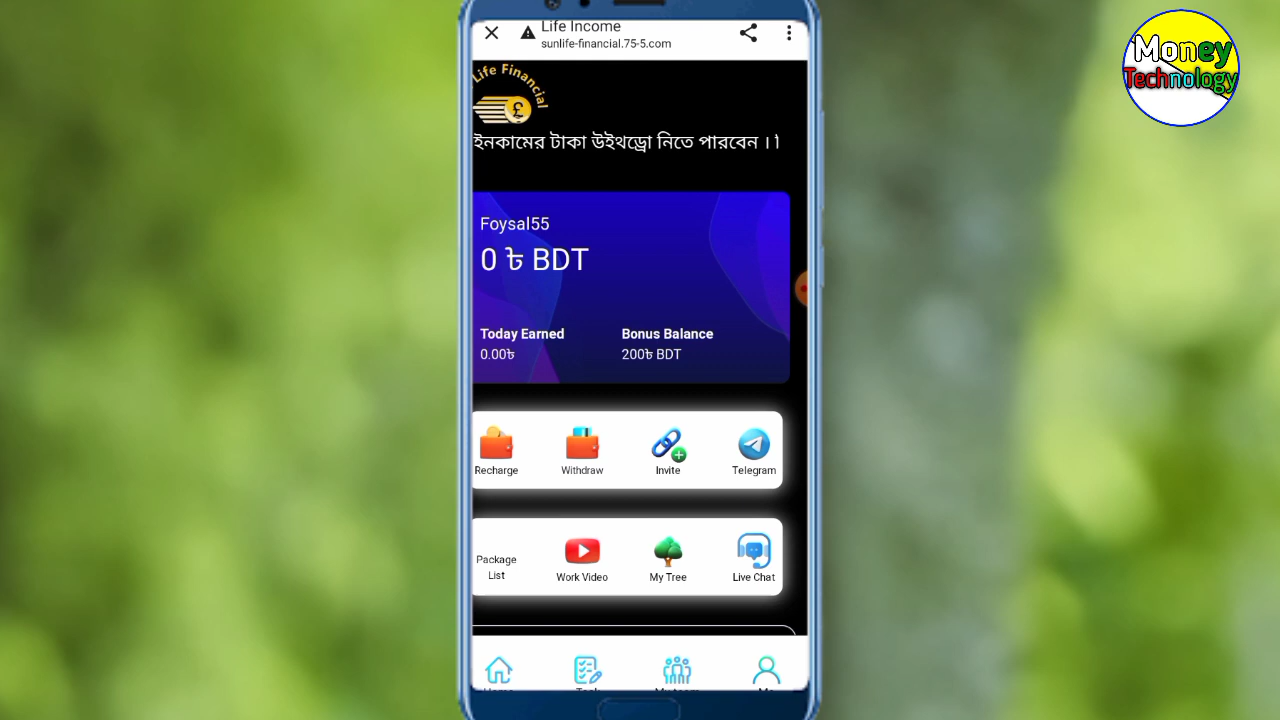 Life Income
sunlife-financial.75-5.com
Money
Technology
Life Financial
ইনকামের টাকা উইথড্রো নিতে পারবেন ।
Foysal55
0 ৳ BDT
Today Earned
Bonus Balance
0.00৳
200৳ BDT
Recharge
Withdraw
Invite
Telegram
Package
List
Work Video
My Tree
Live Chat